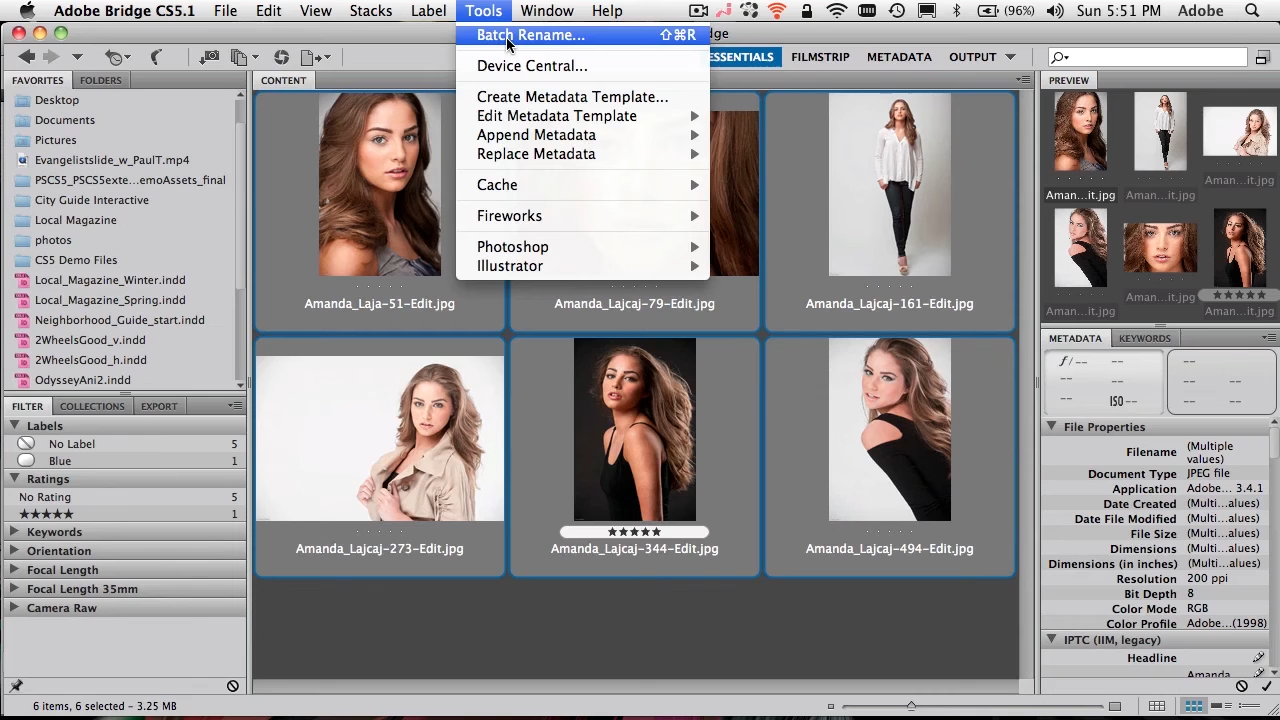 Adobe Bridge CS5.1 File Edit View Stacks Label Tools Window Help (96%) Sun 5:51 PM Adobe
dge
ESSENTIALS FILMSTRIP METADATA OUTPUT
FAVORITES FOLDERS
Desktop
Documents
Pictures
Evangelistslide_w_PaulT.mp4
PSCS5_PSCS5exte...emoAssets_final
City Guide Interactive
Local Magazine
photos
CS5 Demo Files
Local_Magazine_Winter.indd
Local_Magazine_Spring.indd
Neighborhood_Guide_start.indd
2WheelsGood_v.indd
2WheelsGood_h.indd
OdysseyAni2.indd
FILTER COLLECTIONS EXPORT
Labels
No Label 5
Blue 1
Ratings
No Rating 5
★★★★★ 1
Keywords
Orientation
Focal Length
Focal Length 35mm
Camera Raw
6 items, 6 selected - 3.25 MB
CONTENT
Batch Rename... ⇧⌘R
Device Central...
Create Metadata Template...
Edit Metadata Template
Append Metadata
Replace Metadata
Cache
Fireworks
Photoshop
Illustrator
Amanda_Laja-51-Edit.jpg
Amanda_Lajcaj-79-Edit.jpg
Amanda_Lajcaj-161-Edit.jpg
Amanda_Lajcaj-273-Edit.jpg
★★★★★
Amanda_Lajcaj-344-Edit.jpg
Amanda_Lajcaj-494-Edit.jpg
PREVIEW
Aman...it.jpg Aman...it.jpg Aman...it.jpg
★★★★★
Aman...it.jpg Aman...it.jpg Aman...it.jpg
METADATA KEYWORDS
f/-- -- --
-- -- -- --
-- ISO -- -- --
File Properties
Filename (Multiple
values)
Document Type JPEG file
Application Adobe... 3.4.1
Date Created (Multi...alues)
Date File Modified (Multi...alues)
File Size (Multi...alues)
Dimensions (Multi...alues)
Dimensions (in inches) (Multi...alues)
Resolution 200 ppi
Bit Depth 8
Color Mode RGB
Color Profile Adobe...(1998)
IPTC (IIM, legacy)
Headline
Amanda